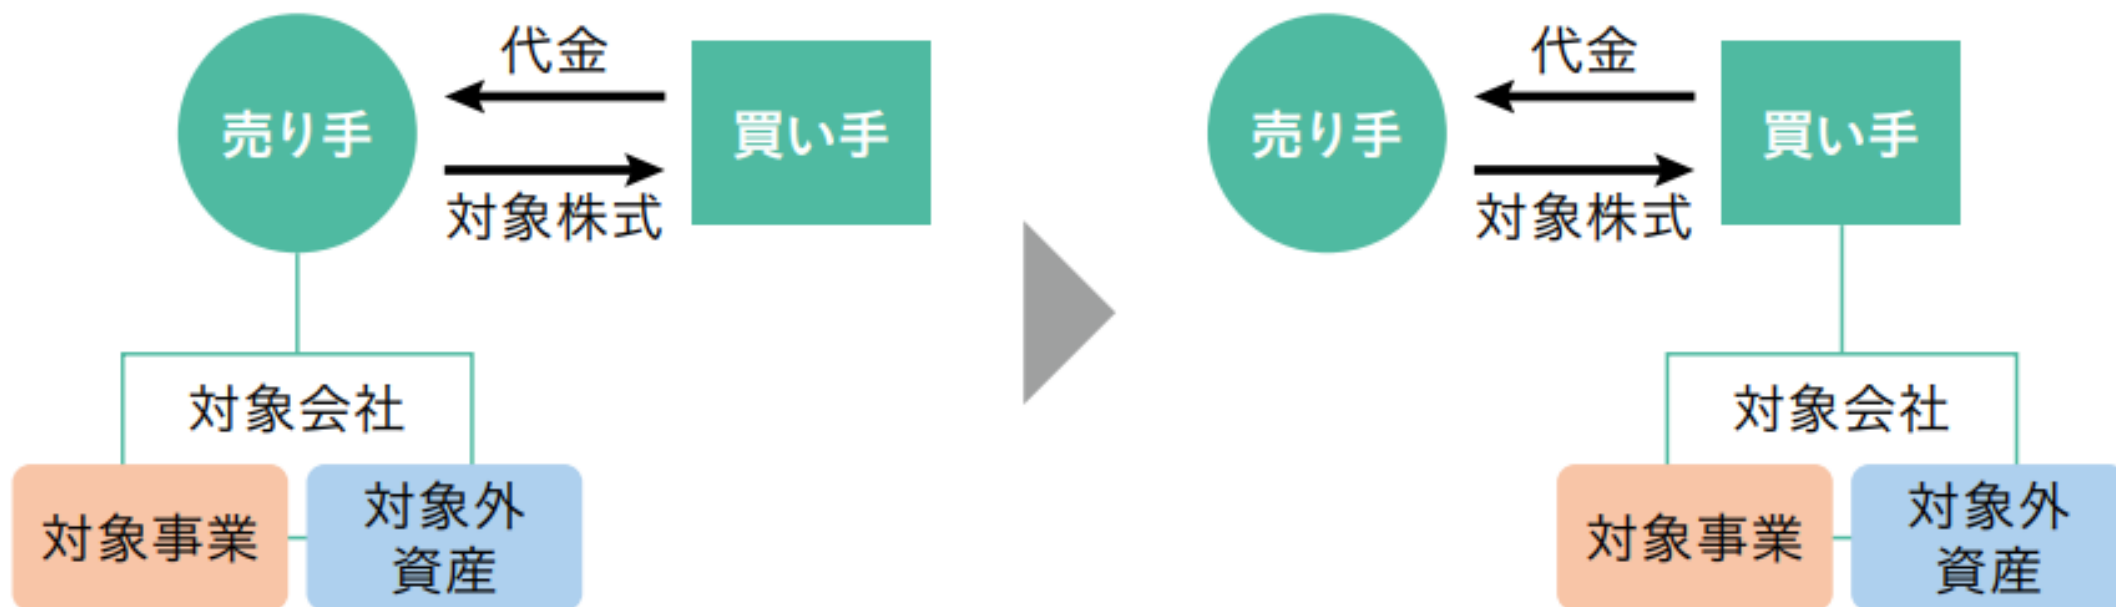 代金
売り手
買い手
対象株式
対象会社
対象事業
対象外
資産
代金
売り手
買い手
対象株式
対象会社
対象事業
対象外
資産